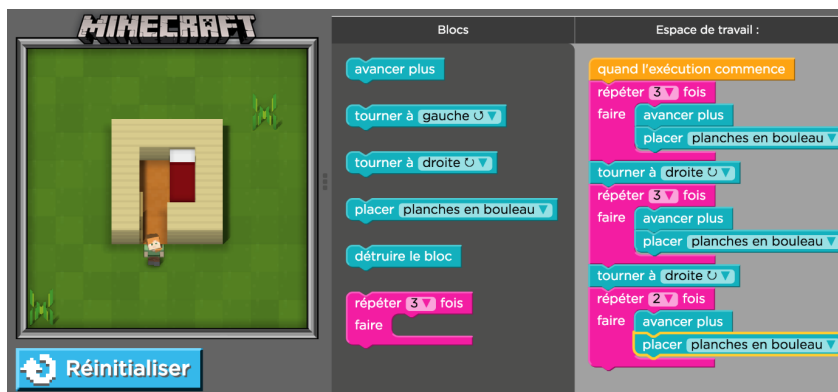 MINECRAFT
Réinitialiser
Blocs
avancer plus
tourner à gauche
tourner à droite
placer planches en bouleau
détruire le bloc
répéter 3 fois
faire
Espace de travail :
quand l'exécution commence
répéter 3 fois
faire avancer plus
placer planches en bouleau
tourner à droite
répéter 3 fois
faire avancer plus
placer planches en bouleau
tourner à droite
répéter 2 fois
faire avancer plus
placer planches en bouleau